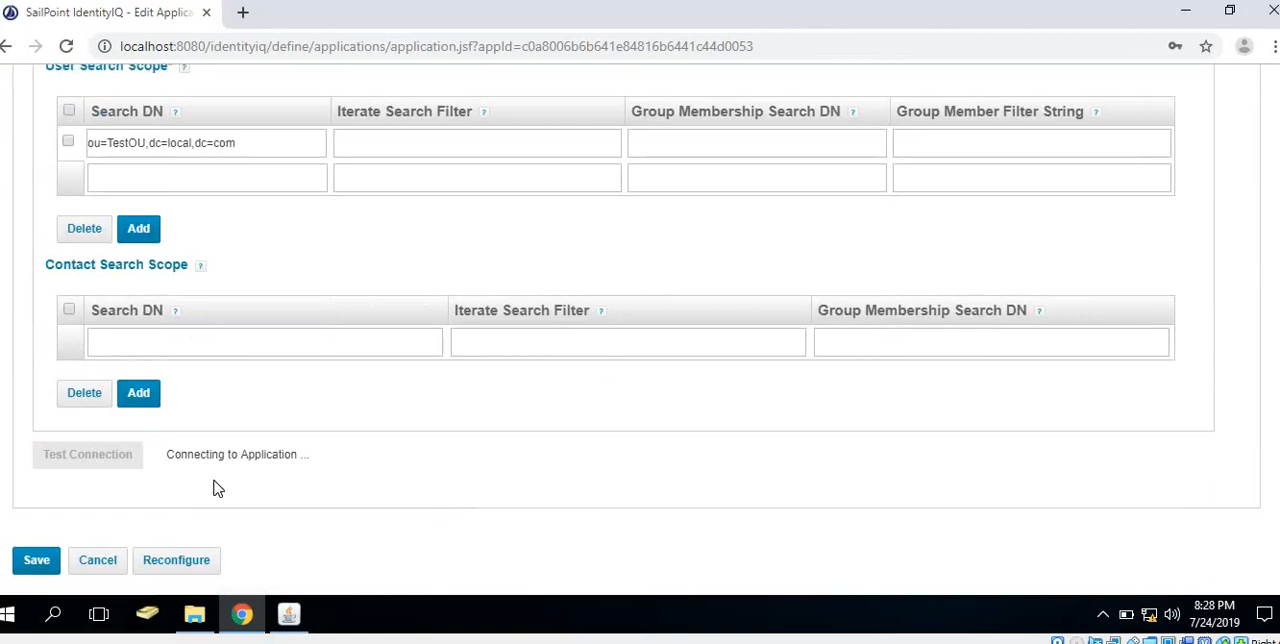 SailPoint IdentityIQ - Edit Applica
localhost:8080/identityiq/define/applications/application.jsf?appId=c0a8006b6b641e84816b6441c44d0053
User Search Scope* ?
Search DN ? Iterate Search Filter ? Group Membership Search DN ? Group Member Filter String ?
ou=TestOU,dc=local,dc=com
Delete Add
Contact Search Scope ?
Search DN ? Iterate Search Filter ? Group Membership Search DN ?
Delete Add
Test Connection Connecting to Application ...
Save Cancel Reconfigure
8:28 PM
7/24/2019
Right